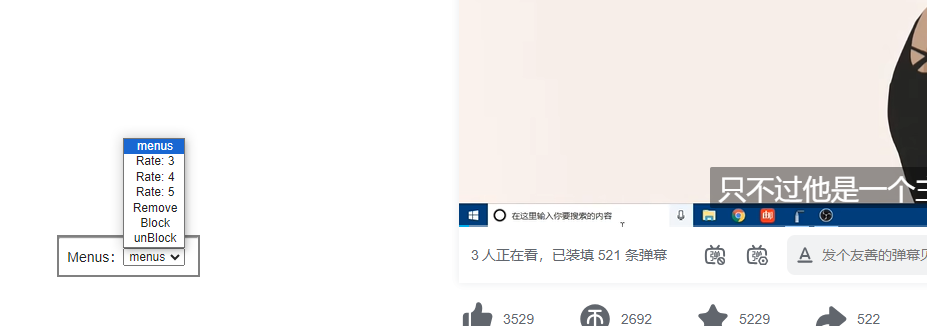 menus
Rate: 3
Rate: 4
Rate: 5
Remove
Block
unBlock
Menus: menus
只不过他是一个
在这里输入你要搜索的内容
3 人正在看，已装填 521 条弹幕
弹 弹
发个友善的弹幕
3529 2692 5229 522